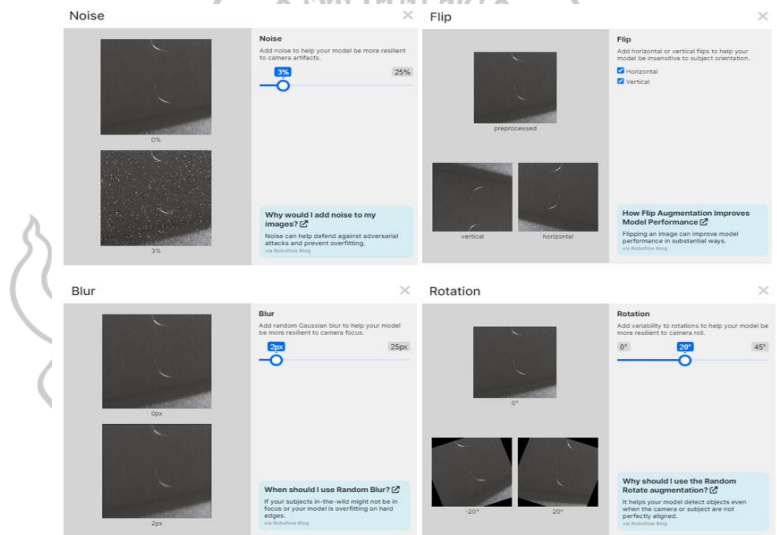 Noise
Noise
Add noise to help your model be more resilient
to camera artifacts.
3%
25%
0%
3%
Why would I add noise to my
images?
Noise can help defend against adversarial
attacks and prevent overfitting.
via Roboflow Blog
Flip
Flip
Add horizontal or vertical flips to help your
model be insensitive to subject orientation.
Horizontal
Vertical
preprocessed
vertical
horizontal
How Flip Augmentation Improves
Model Performance
Flipping an image can improve model
performance in substantial ways.
via Roboflow Blog
Blur
Blur
Add random Gaussian blur to help your model
be more resilient to camera focus.
2px
25px
0px
2px
When should I use Random Blur?
If your subjects in-the-wild might not be in
focus or your model is overfitting on hard
edges.
via Roboflow Blog
Rotation
Rotation
Add variability to rotations to help your model be
more resilient to camera roll.
0°
20°
45°
0°
-20°
20°
Why should I use the Random
Rotate augmentation?
It helps your model detect objects even
when the camera or subject are not
perfectly aligned.
via Roboflow Blog